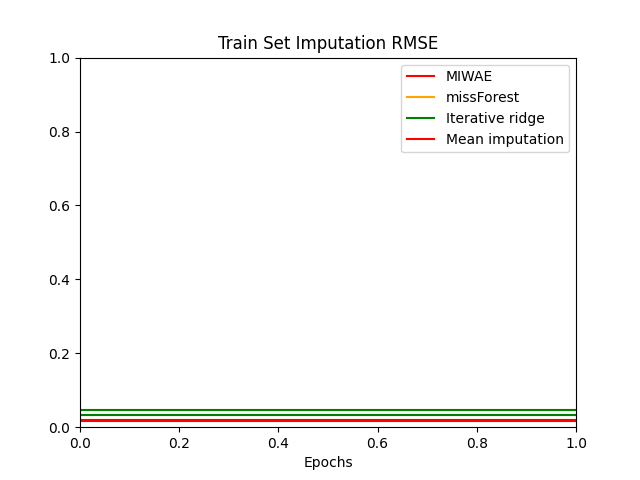 Train Set Imputation RMSE
1.0
0.8
0.6
0.4
0.2
0.0
MIWAE
missForest
Iterative ridge
Mean imputation
0.0 0.2 0.4 0.6 0.8 1.0
Epochs